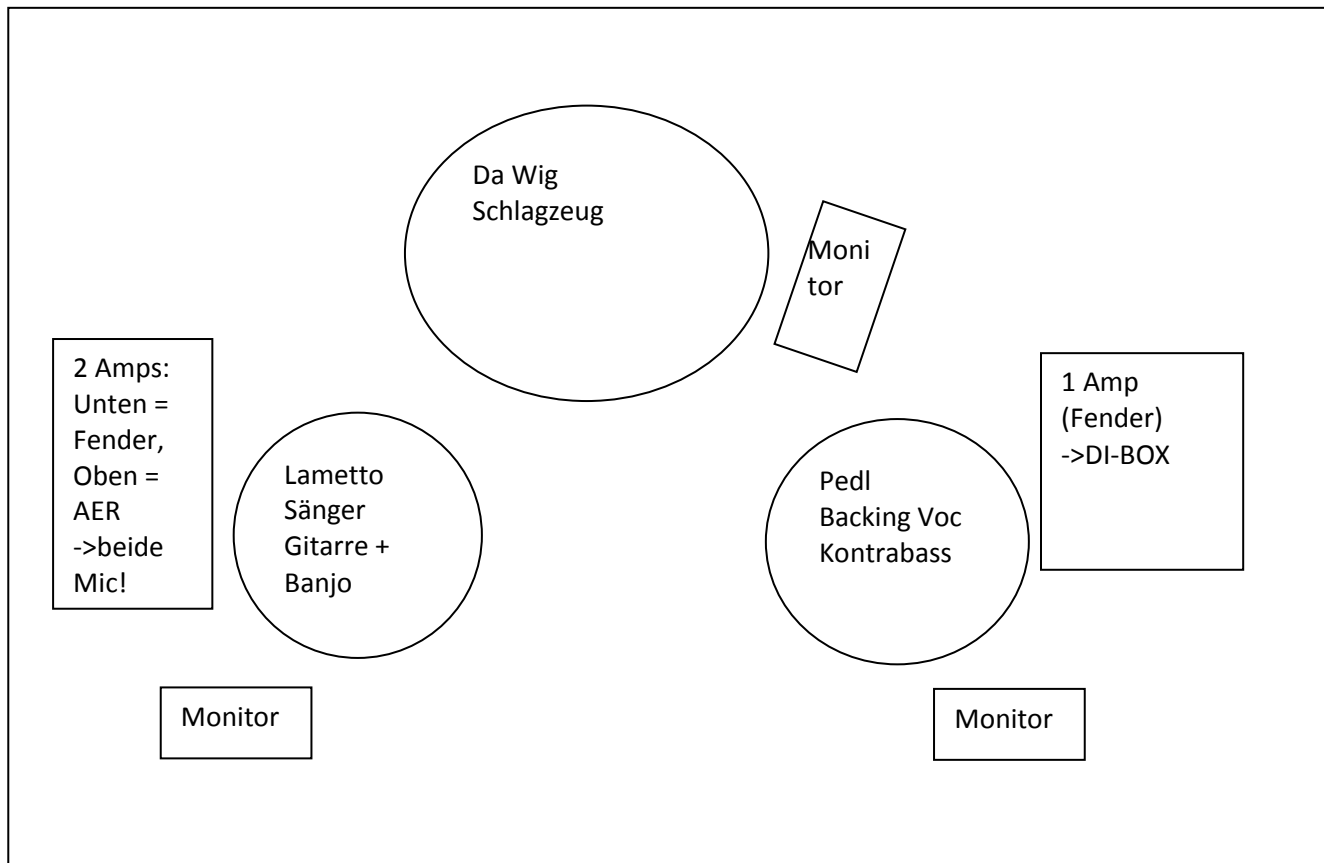 Da Wig
Schlagzeug
Moni
tor
2 Amps:
Unten =
Fender,
Oben =
AER
->beide
Mic!
Lametto
Sänger
Gitarre +
Banjo
Pedl
Backing Voc
Kontrabass
1 Amp
(Fender)
->DI-BOX
Monitor
Monitor